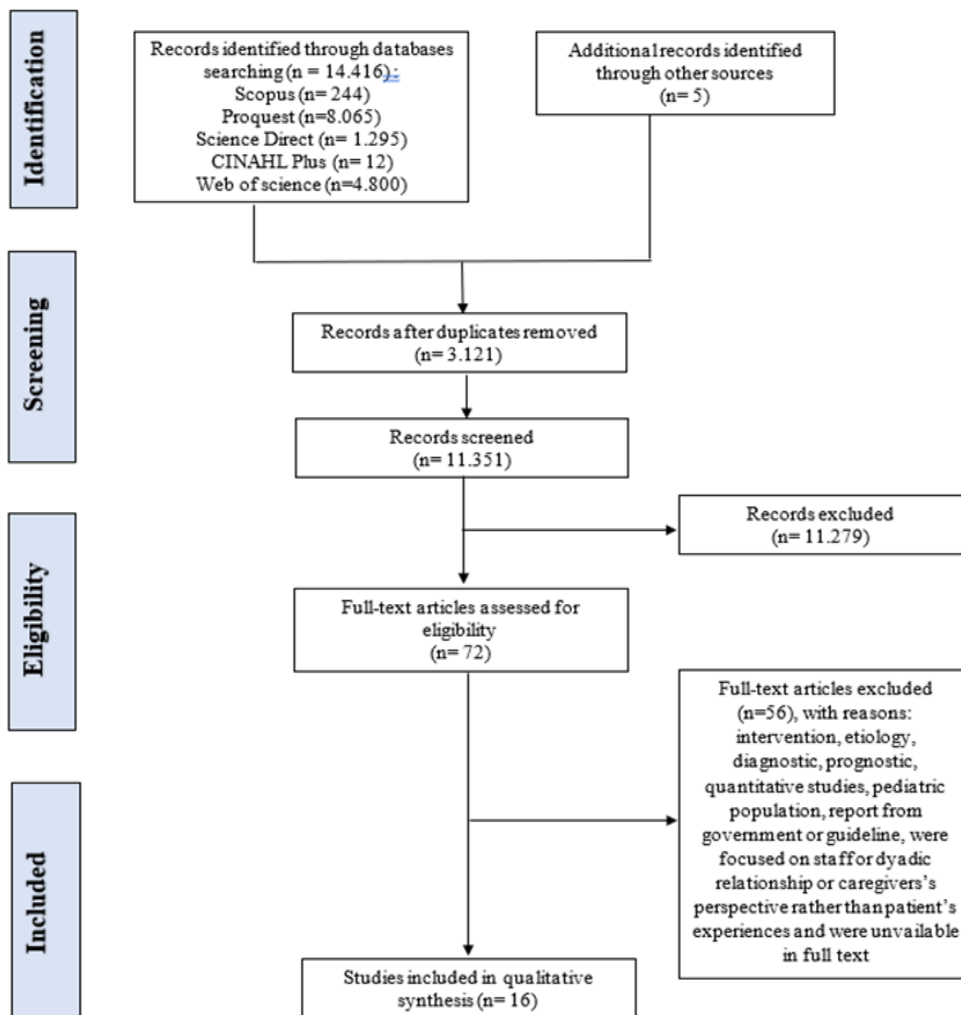 Identification
Records identified through databases
searching (n = 14.416):
Scopus (n= 244)
Proquest (n=8.065)
Science Direct (n= 1.295)
CINAHL Plus (n= 12)
Web of science (n=4.800)
Additional records identified
through other sources
(n= 5)
Screening
Records after duplicates removed
(n= 3.121)
Records screened
(n= 11.351)
Eligibility
Records excluded
(n= 11.279)
Full-text articles assessed for
eligibility
(n= 72)
Full-text articles excluded
(n=56), with reasons:
intervention, etiology,
diagnostic, prognostic,
quantitative studies, pediatric
population, report from
government or guideline, were
focused on staff or dyadic
relationship or caregivers's
perspective rather than patient's
experiences and were unvailable
in full text
Included
Studies included in qualitative
synthesis (n= 16)